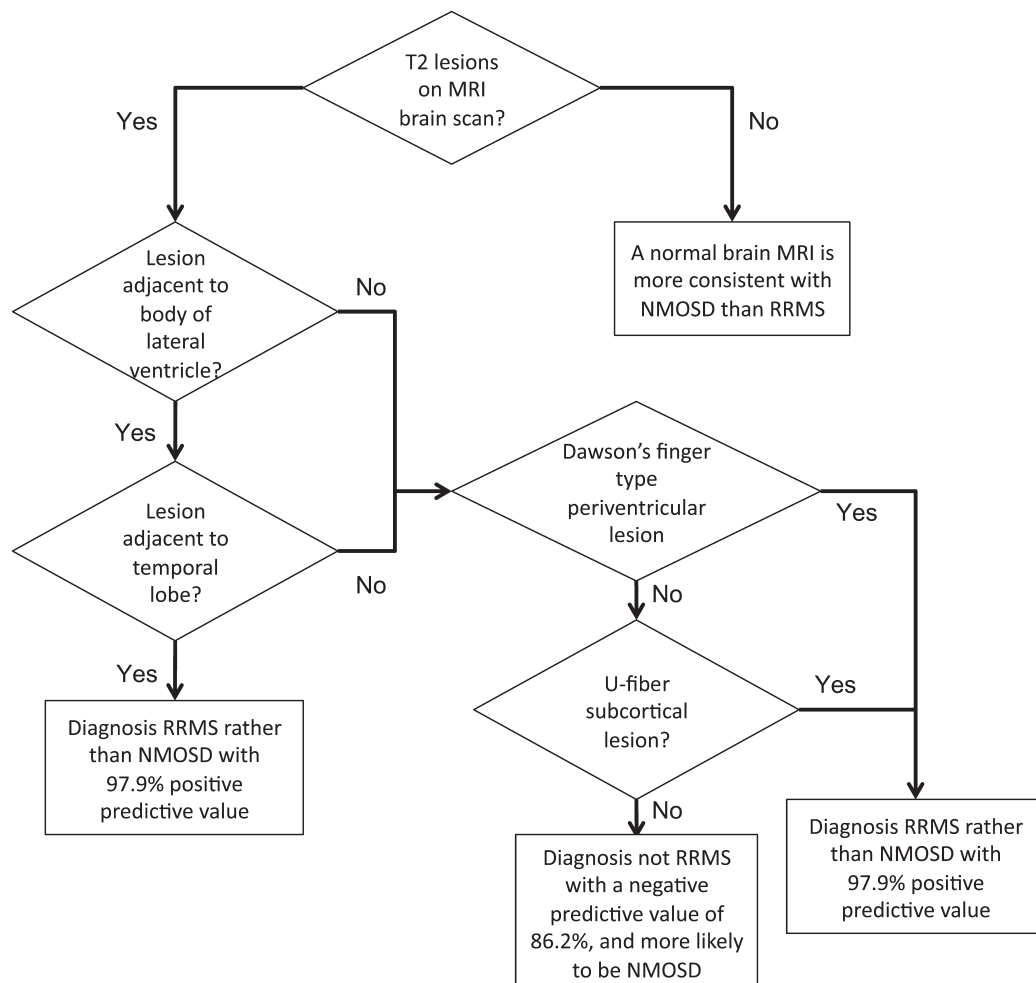 T2 lesions
on MRI
brain scan?
Yes
No
Lesion
adjacent to
body of
lateral
ventricle?
No
A normal brain MRI is
more consistent with
NMOSD than RRMS
Yes
Lesion
adjacent to
temporal
lobe?
No
Dawson’s finger
type
periventricular
lesion
Yes
No
Yes
Diagnosis RRMS rather
than NMOSD with
97.9% positive
predictive value
U-fiber
subcortical
lesion?
Yes
No
Diagnosis not RRMS
with a negative
predictive value of
86.2%, and more likely
to be NMOSD
Diagnosis RRMS rather
than NMOSD with
97.9% positive
predictive value